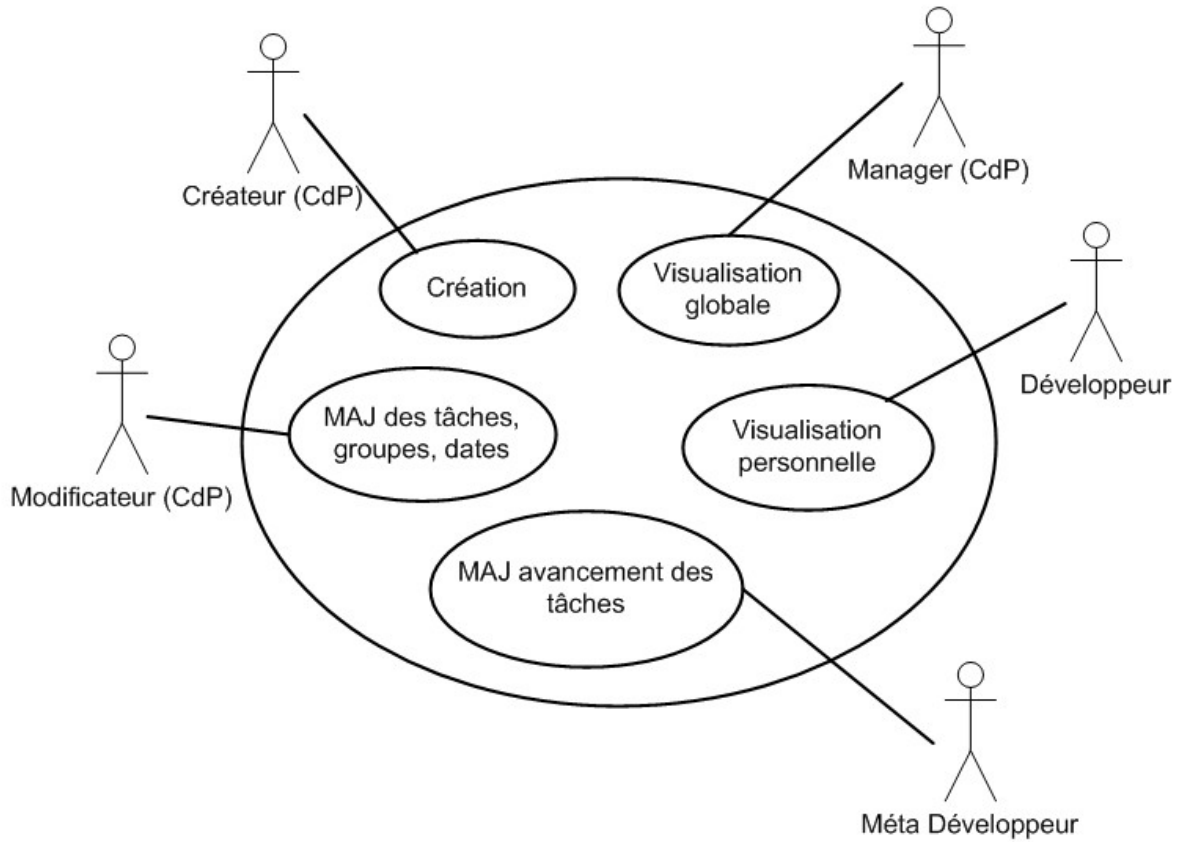 Créateur (CdP)
Manager (CdP)
Création
Visualisation
globale
Développeur
MAJ des tâches,
groupes, dates
Visualisation
personnelle
Modificateur (CdP)
MAJ avancement des
tâches
Méta Développeur